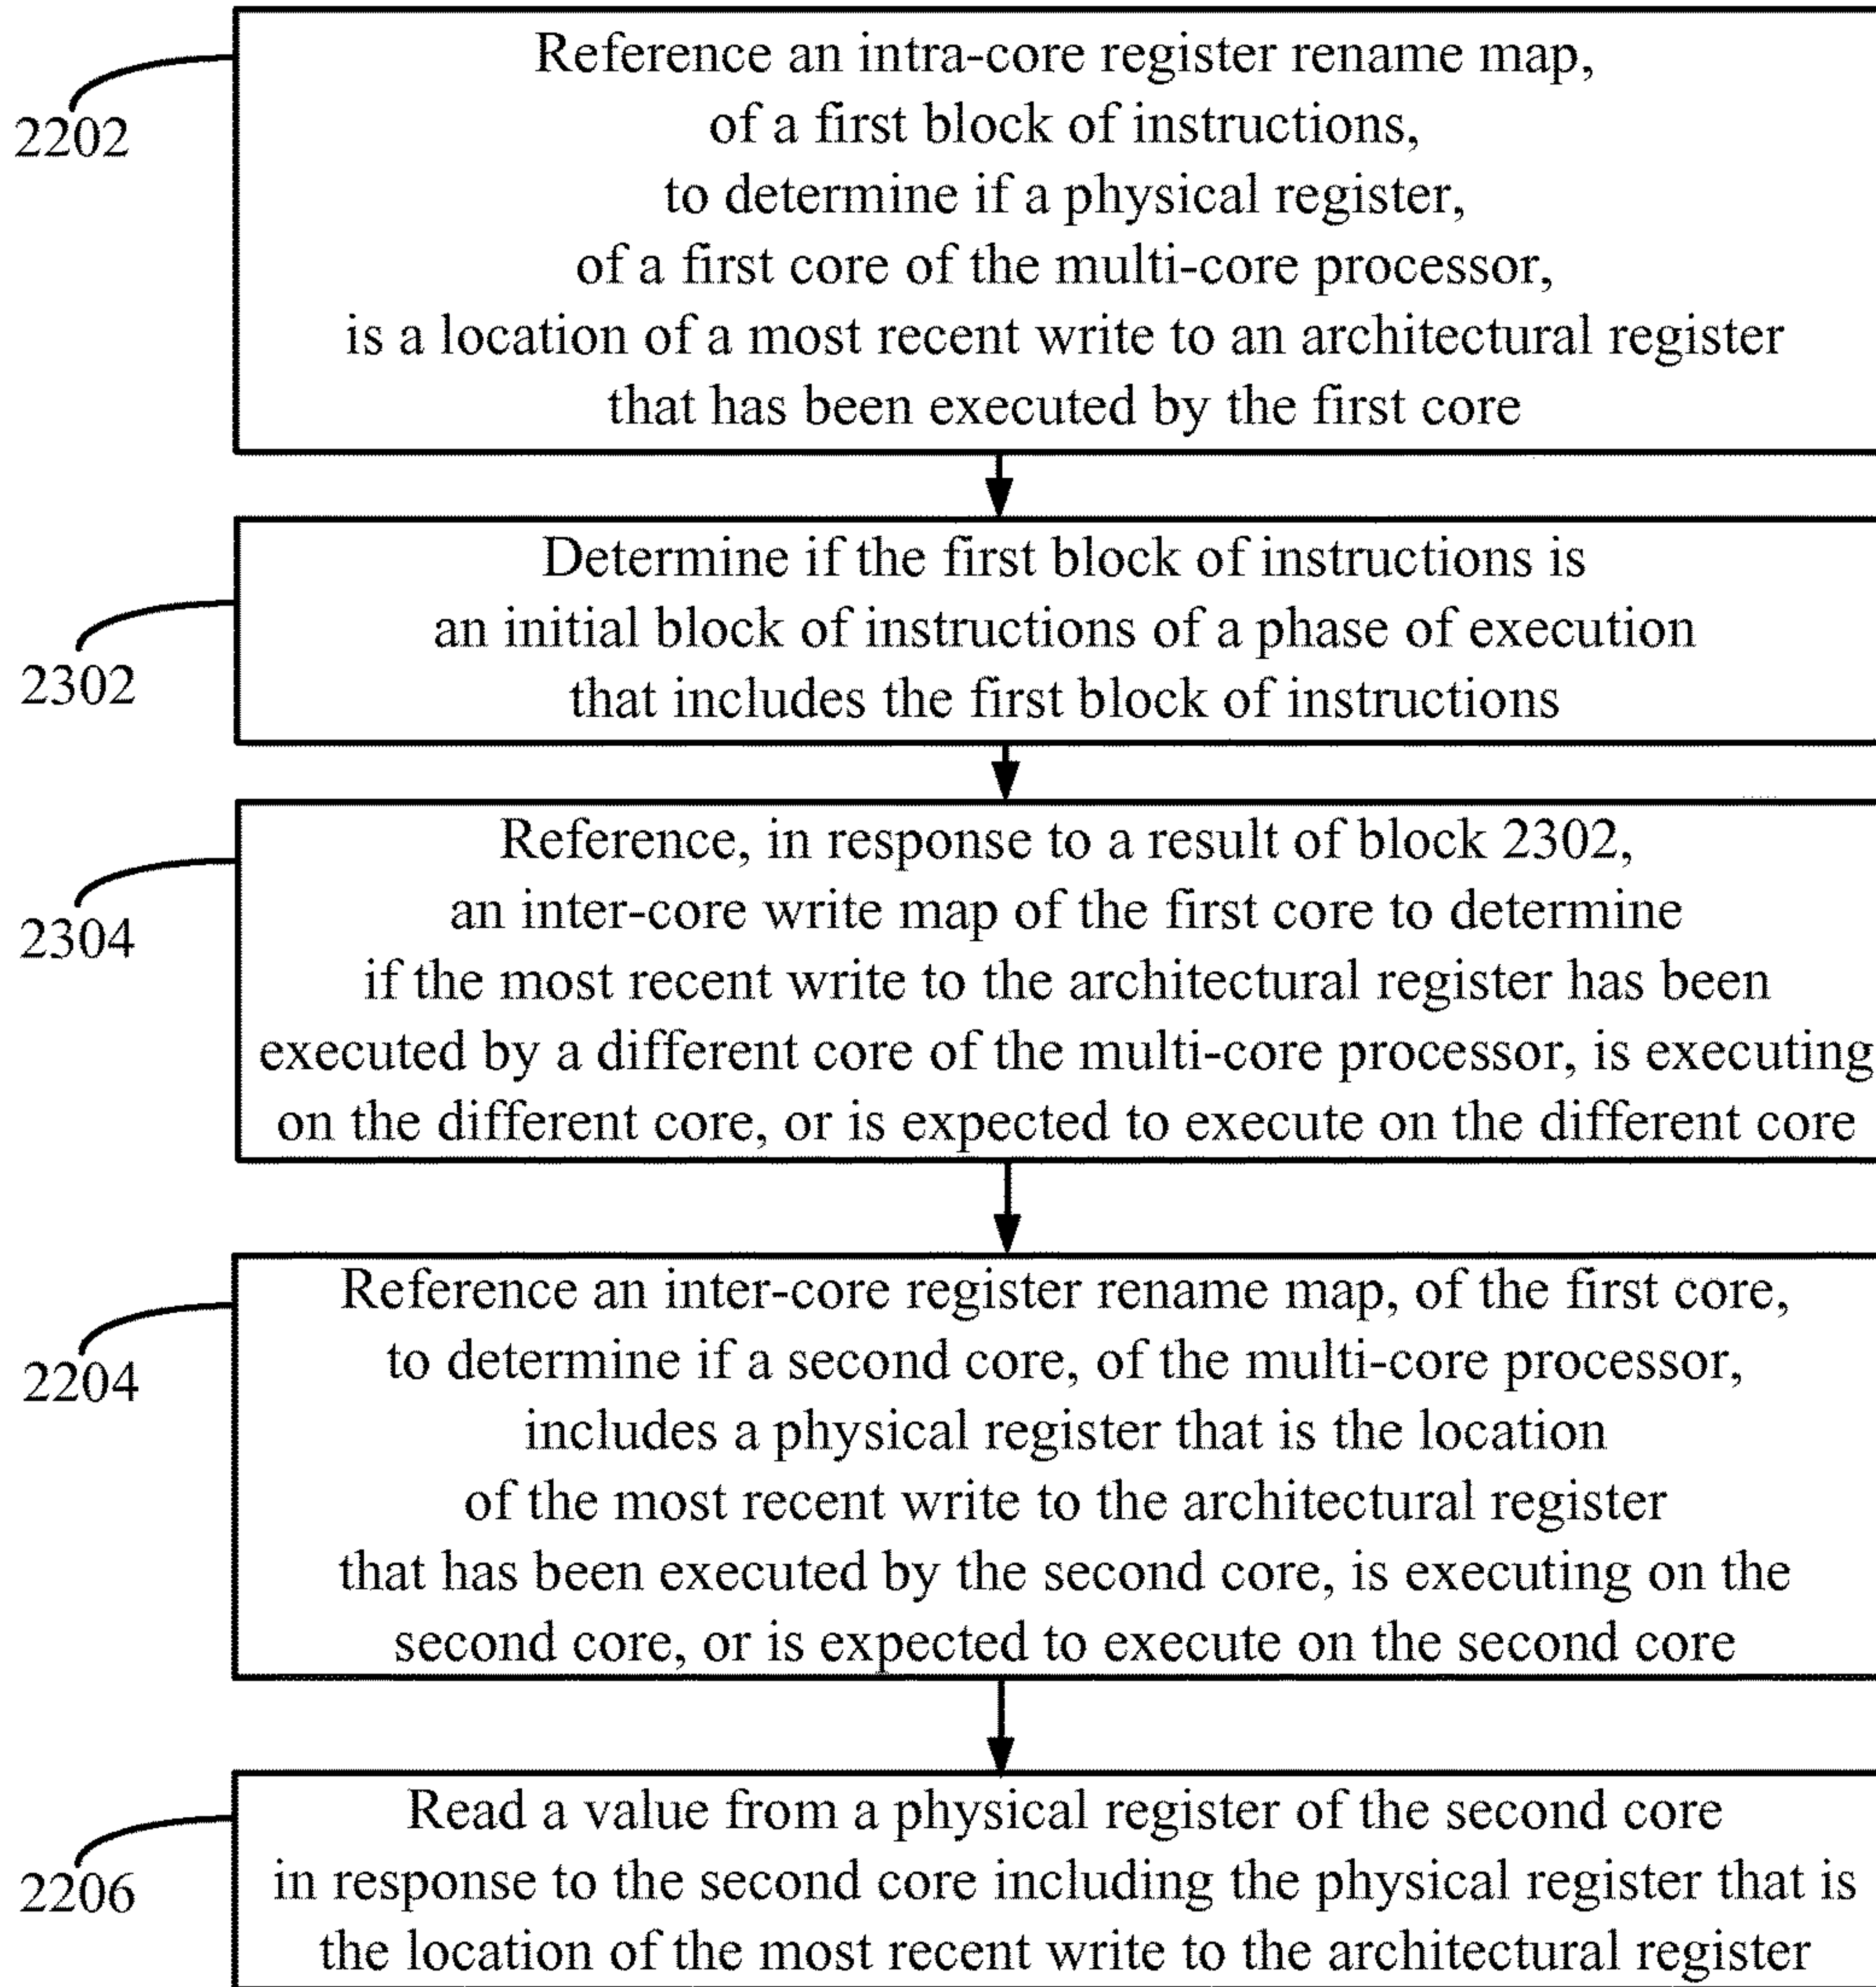 Reference an intra-core register rename map,
of a first block of instructions,
to determine if a physical register,
of a first core of the multi-core processor,
is a location of a most recent write to an architectural register
that has been executed by the first core
2202
Determine if the first block of instructions is
an initial block of instructions of a phase of execution
that includes the first block of instructions
2302
Reference, in response to a result of block 2302,
an inter-core write map of the first core to determine
if the most recent write to the architectural register has been
executed by a different core of the multi-core processor, is executing
on the different core, or is expected to execute on the different core
2304
Reference an inter-core register rename map, of the first core,
to determine if a second core, of the multi-core processor,
includes a physical register that is the location
of the most recent write to the architectural register
that has been executed by the second core, is executing on the
second core, or is expected to execute on the second core
2204
Read a value from a physical register of the second core
in response to the second core including the physical register that is
the location of the most recent write to the architectural register
2206